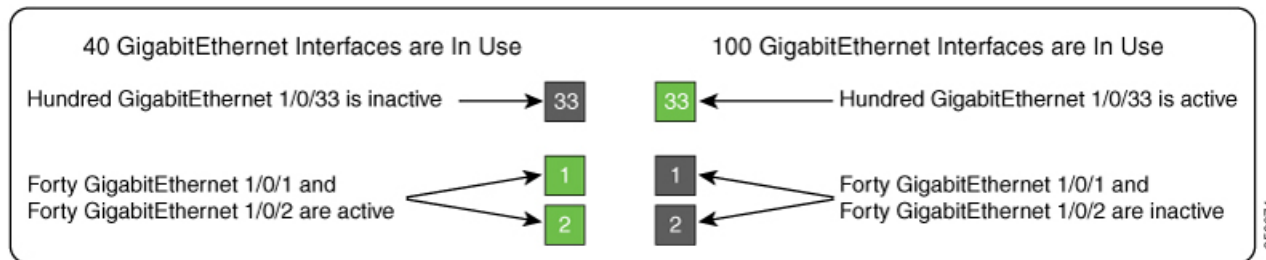 40 GigabitEthernet Interfaces are In Use
Hundred GigabitEthernet 1/0/33 is inactive
33
Forty GigabitEthernet 1/0/1 and
Forty GigabitEthernet 1/0/2 are active
1
2
100 GigabitEthernet Interfaces are In Use
33
Hundred GigabitEthernet 1/0/33 is active
1
2
Forty GigabitEthernet 1/0/1 and
Forty GigabitEthernet 1/0/2 are inactive